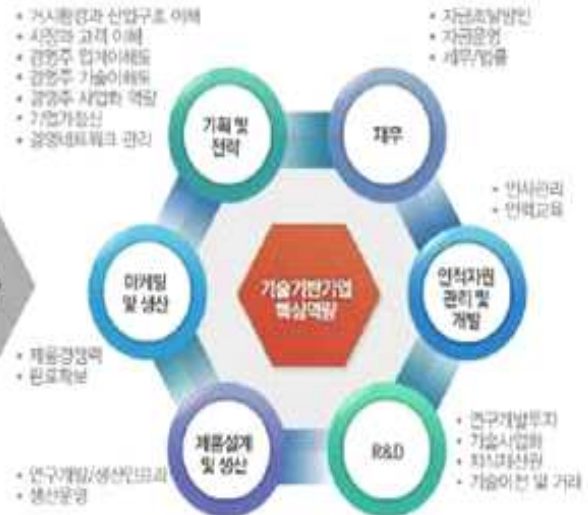 • 거시환경과 산업구조 이해
• 시장과 고객 이해
• 경영주 업계이해도
• 경영주 기술이해도
• 경영주 사업화 역량
• 기업가정신
• 경영네트워크 관리
• 자금조달방안
• 자금운영
• 세무/법률
기획 및
전략
재무
• 인사관리
• 인력교육
마케팅
및 생산
기술기반기업
핵심역량
인적자원
관리 및
개발
• 제품경쟁력
• 판로확보
제품설계
및 생산
R&D
• 연구개발투자
• 기술사업화
• 지식재산권
• 기술이전 및 거래
• 연구개발/생산인프라
• 생산운영